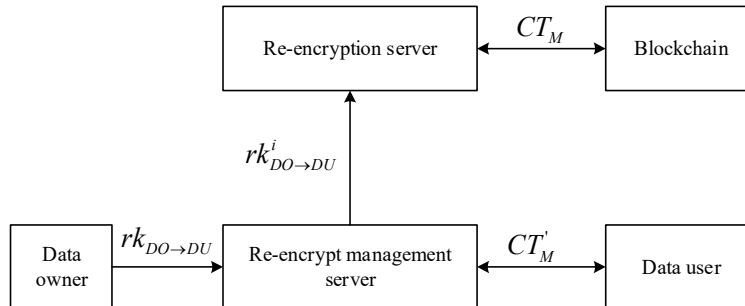 Re-encryption server
CT_M
Blockchain
rk^i_{DO→DU}
Data
owner
rk_{DO→DU}
Re-encrypt management
server
CT'_M
Data user